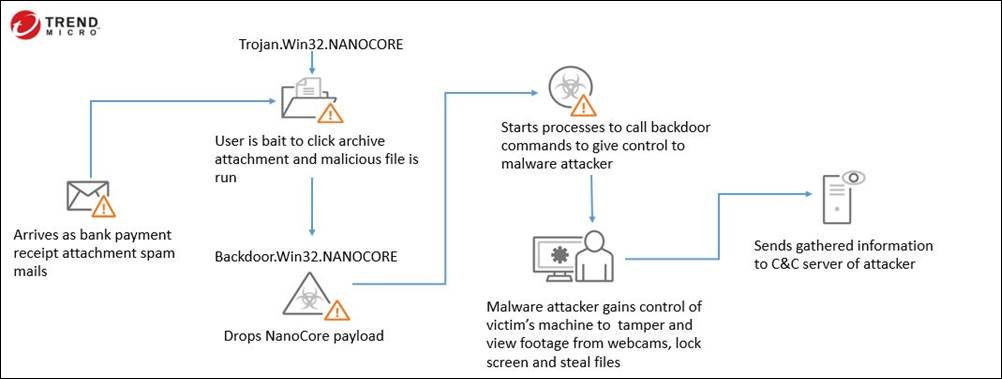 TREND
MICRO
Trojan.Win32.NANOCORE
User is bait to click archive
attachment and malicious file is
run
Arrives as bank payment
receipt attachment spam
mails
Backdoor.Win32.NANOCORE
Drops NanoCore payload
Starts processes to call backdoor
commands to give control to
malware attacker
Malware attacker gains control of
victim's machine to tamper and
view footage from webcams, lock
screen and steal files
Sends gathered information
to C&C server of attacker